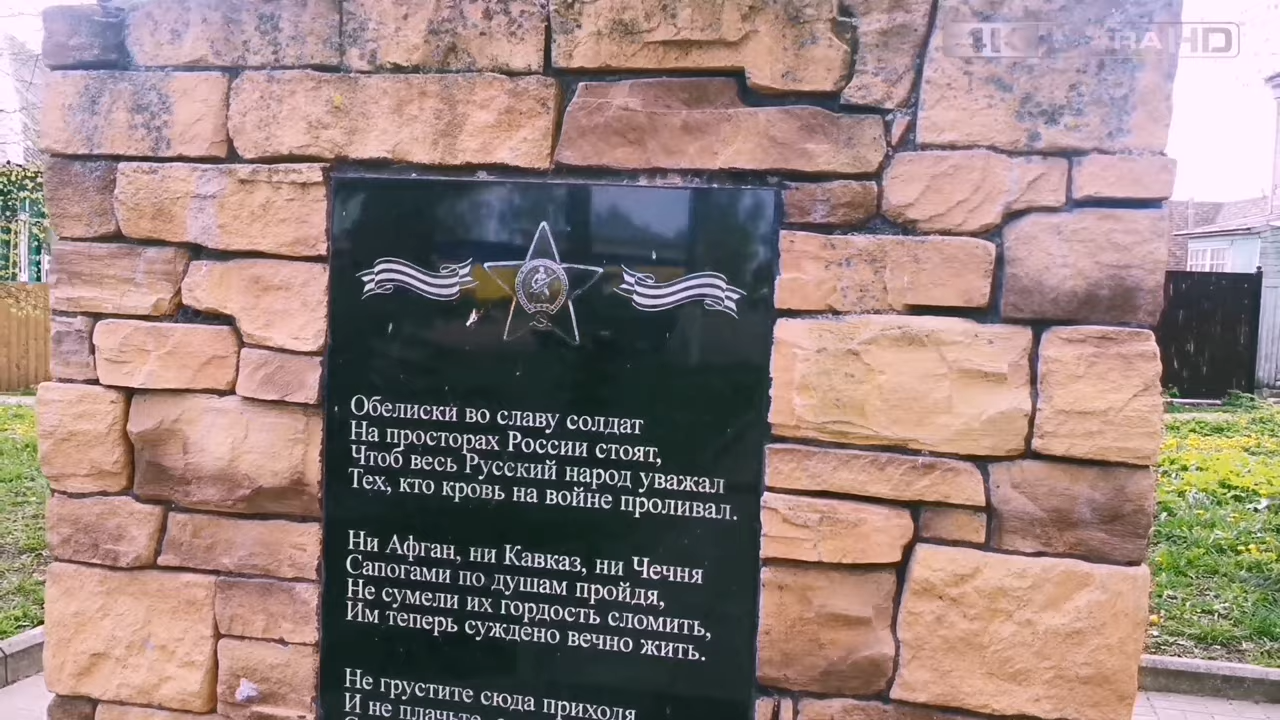 HD
Обелиски во славу солдат
На просторах России стоят,
Чтоб весь Русский народ уважал
Тех, кто кровь на войне проливал.
Ни Афган, ни Кавказ, ни Чечня
Сапогами по душам пройдя,
Не сумели их гордость сломить,
Им теперь суждено вечно жить.
Не грустите сюда приходя
И не плачьте